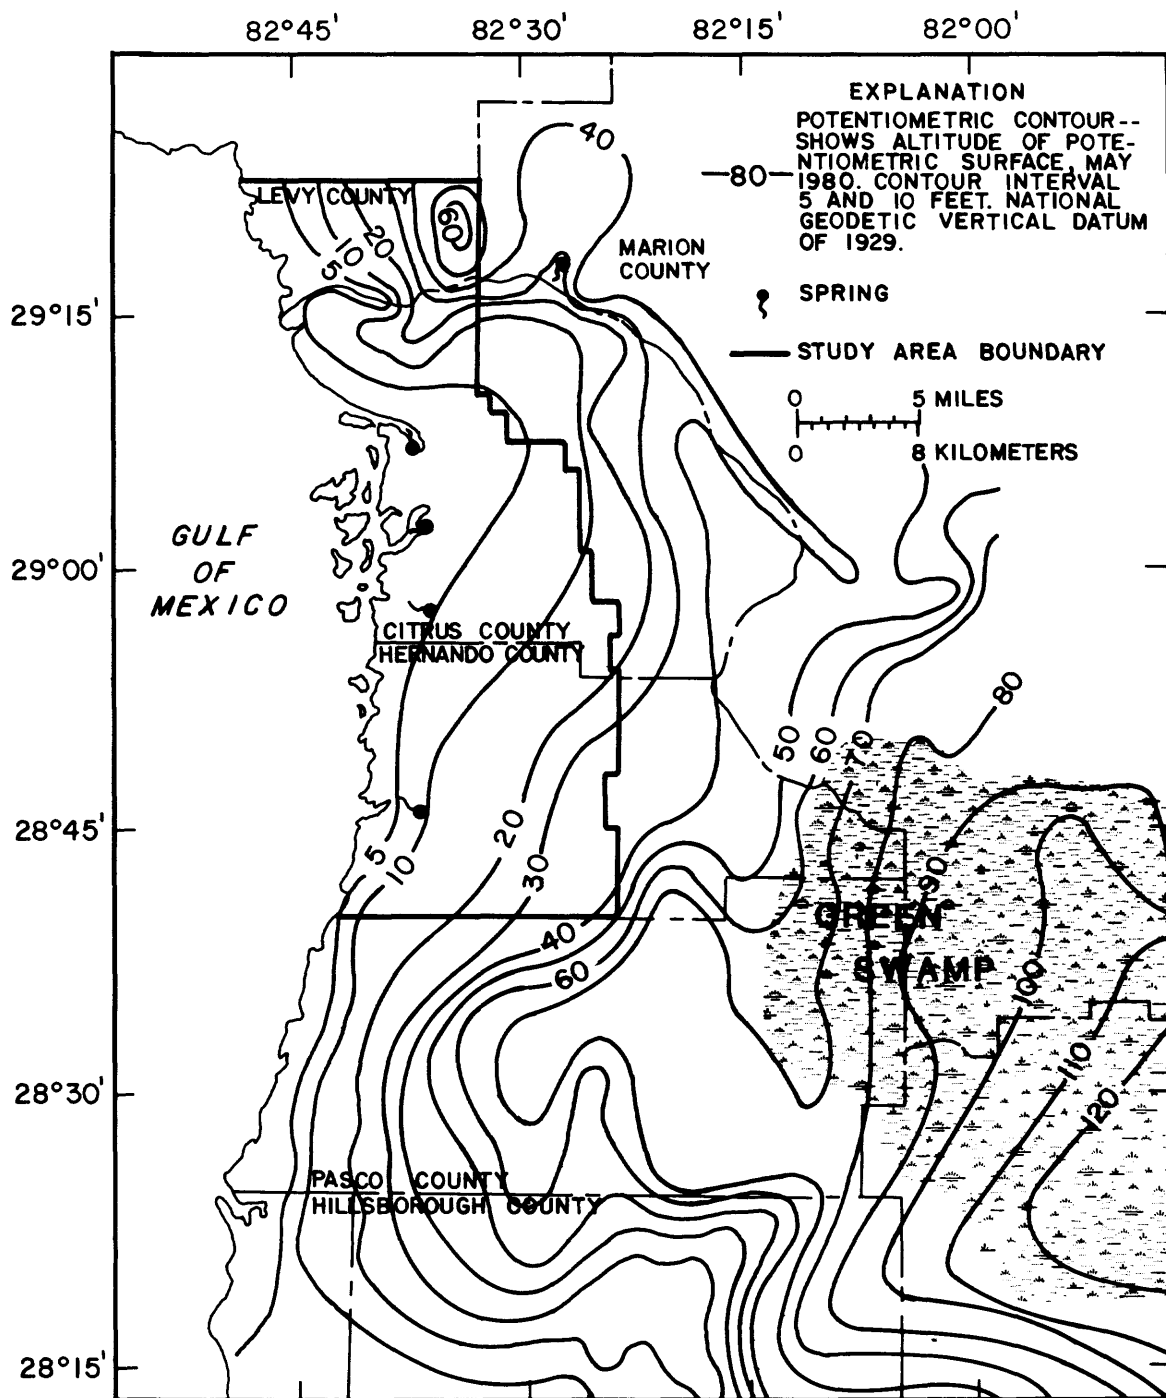 82°45' 82°30' 82°15' 82°00'
EXPLANATION
POTENTIOMETRIC CONTOUR--
SHOWS ALTITUDE OF POTE-
NTIOMETRIC SURFACE, MAY
—80— 1980. CONTOUR INTERVAL
5 AND 10 FEET. NATIONAL
GEODETIC VERTICAL DATUM
OF 1929.
SPRING
STUDY AREA BOUNDARY
0 5 MILES
0 8 KILOMETERS
40
LEVY COUNTY
60
5 10 20
MARION
COUNTY
29°15'
GULF
OF
MEXICO
29°00'
CITRUS COUNTY
HERNANDO COUNTY
80
50 60 70
28°45'
5 10 20 30
90
GREEN
SWAMP
40
60
100
110
120
28°30'
PASCO COUNTY
HILLSBOROUGH COUNTY
28°15'